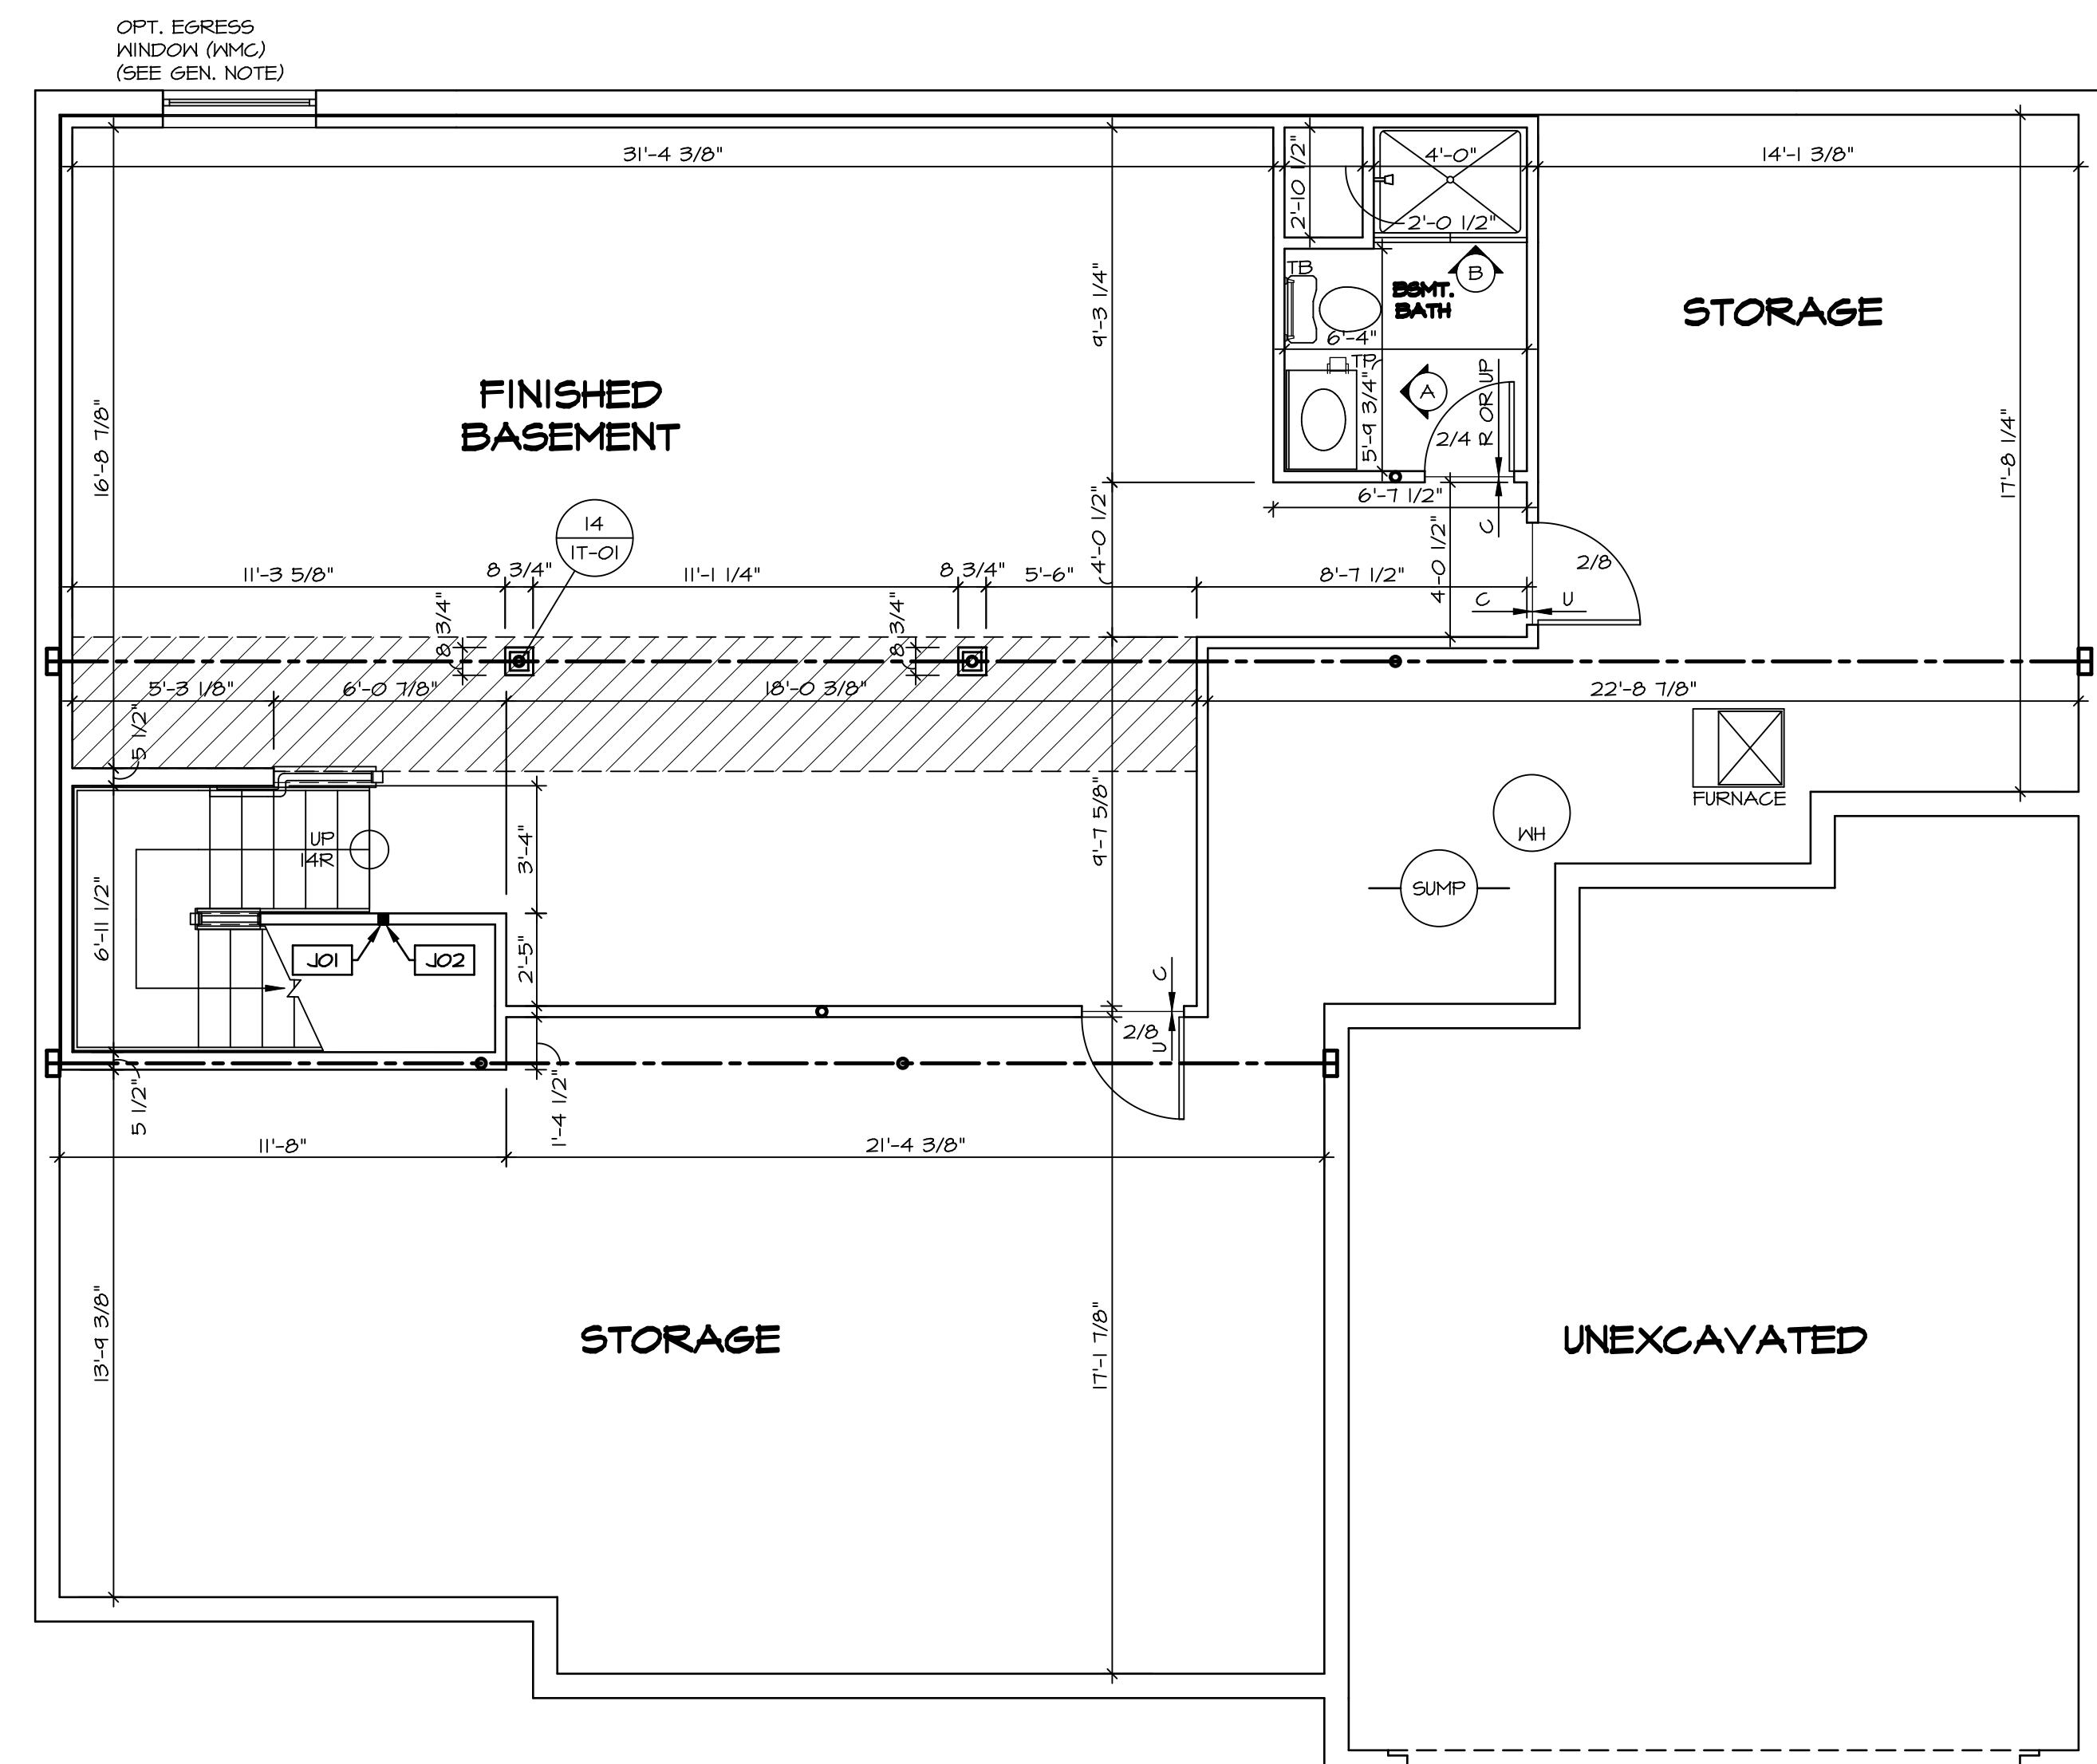 OPT. EGRESS
WINDOW (WMC)
(SEE GEN. NOTE)
31'-4 3/8"
2'-10 1/2"
4'-0"
14'-1 3/8"
2'-0 1/2"
TB
BSMT.
BATH
B
9'-3 1/4"
STORAGE
6'-4"
TP
A
5'-9 3/4"
R OR UP
2/4
FINISHED
BASEMENT
16'-8 7/8"
17'-8 1/4"
6'-7 1/2"
C
14
1T-01
4'-0 1/2"
4'-0 1/2"
2/8
11'-3 5/8"
8 3/4"
11'-1 1/4"
8 3/4"
5'-6"
8'-7 1/2"
C
U
8 3/4"
8 3/4"
5'-3 1/8"
6'-0 7/8"
18'-0 3/8"
22'-8 7/8"
5 1/2"
FURNACE
WH
UP
14R
3'-4"
9'-7 5/8"
SUMP
6'-11 1/2"
J01
J02
2'-5"
C
2/8
U
5 1/2"
1'-4 1/2"
11'-8"
21'-4 3/8"
13'-9 3/8"
STORAGE
17'-1 7/8"
UNEXCAVATED